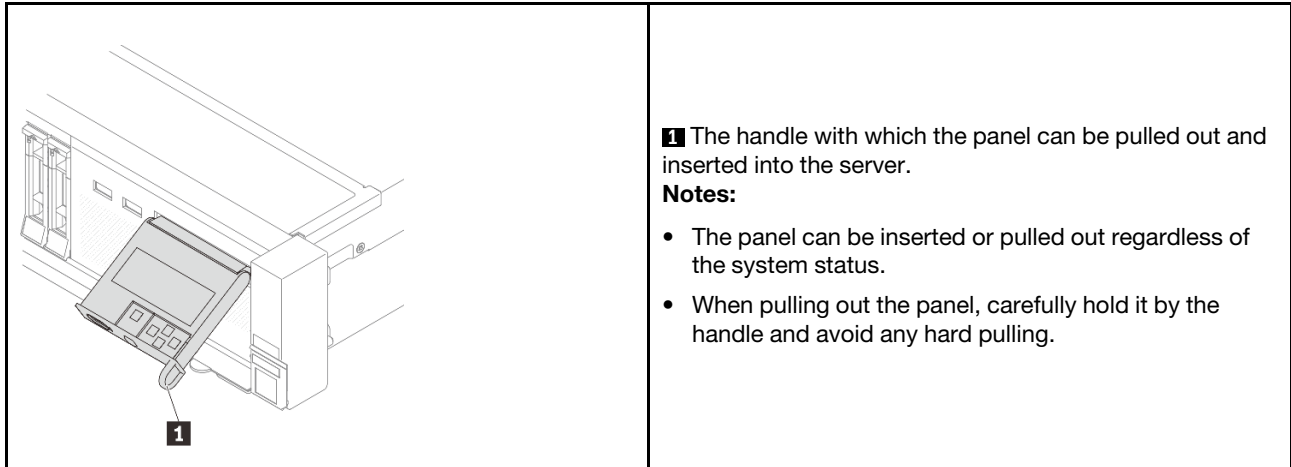 1
1 The handle with which the panel can be pulled out and
inserted into the server.
Notes:
• The panel can be inserted or pulled out regardless of
the system status.
• When pulling out the panel, carefully hold it by the
handle and avoid any hard pulling.